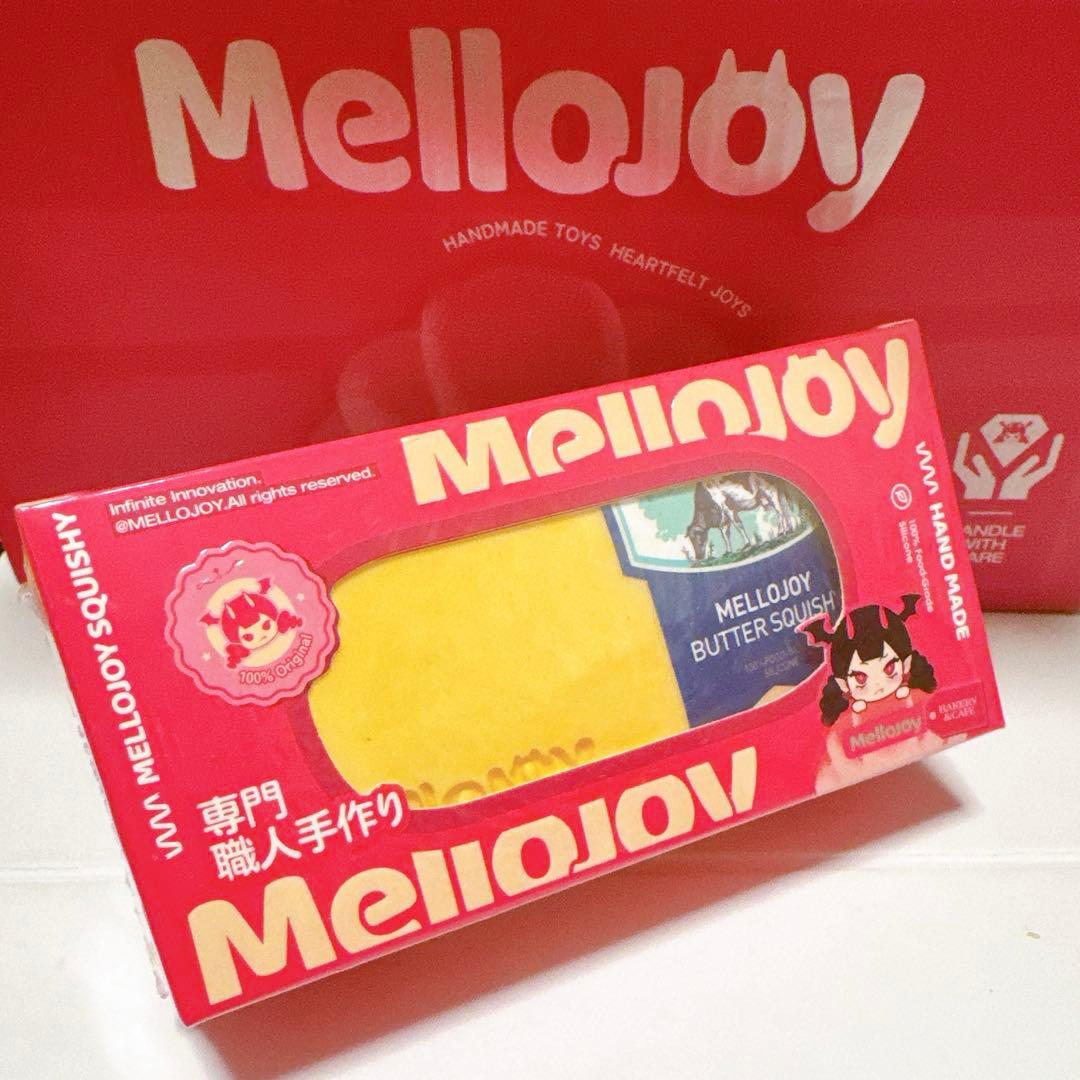 MelloJoy
HANDMADE TOYS HEARTFELT JOYS
HANDLE
WITH
CARE
MelloJoy
Infinite Innovation.
@MELLOJOY.All rights reserved.
MELLOJOY SQUISHY
100% Original
HAND MADE
100% Food-Grade
Silicone
MELLOJOY
BUTTER SQUISH
SILICONE
MelloJoy
BAKERY
&CAFE
専門
職人手作り
MelloJoy